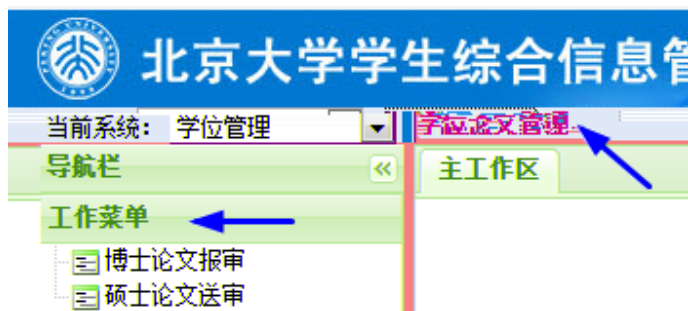 北京大学学生综合信息管
当前系统： 学位管理 学位论文管理
导航栏 主工作区
工作菜单
博士论文报审
硕士论文送审